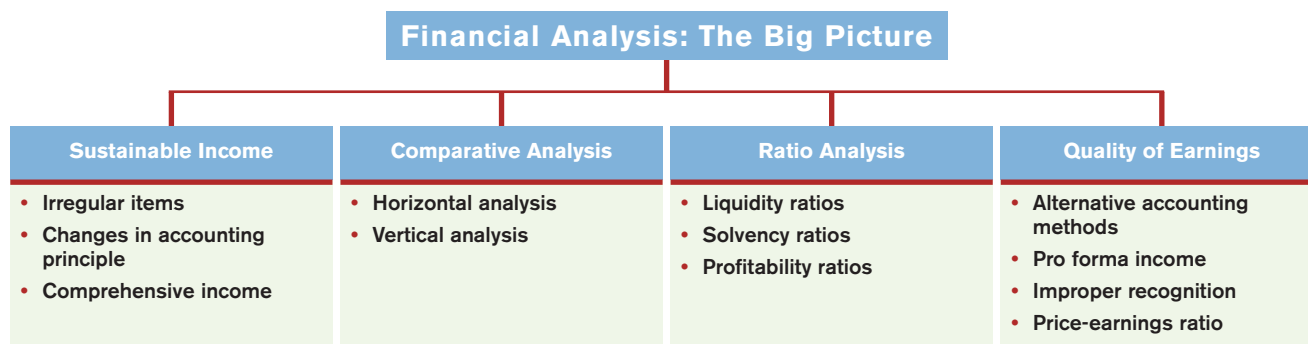 Financial Analysis: The Big Picture
Sustainable Income
• Irregular items
• Changes in accounting
principle
• Comprehensive income
Comparative Analysis
• Horizontal analysis
• Vertical analysis
Ratio Analysis
• Liquidity ratios
• Solvency ratios
• Profitability ratios
Quality of Earnings
• Alternative accounting
methods
• Pro forma income
• Improper recognition
• Price-earnings ratio